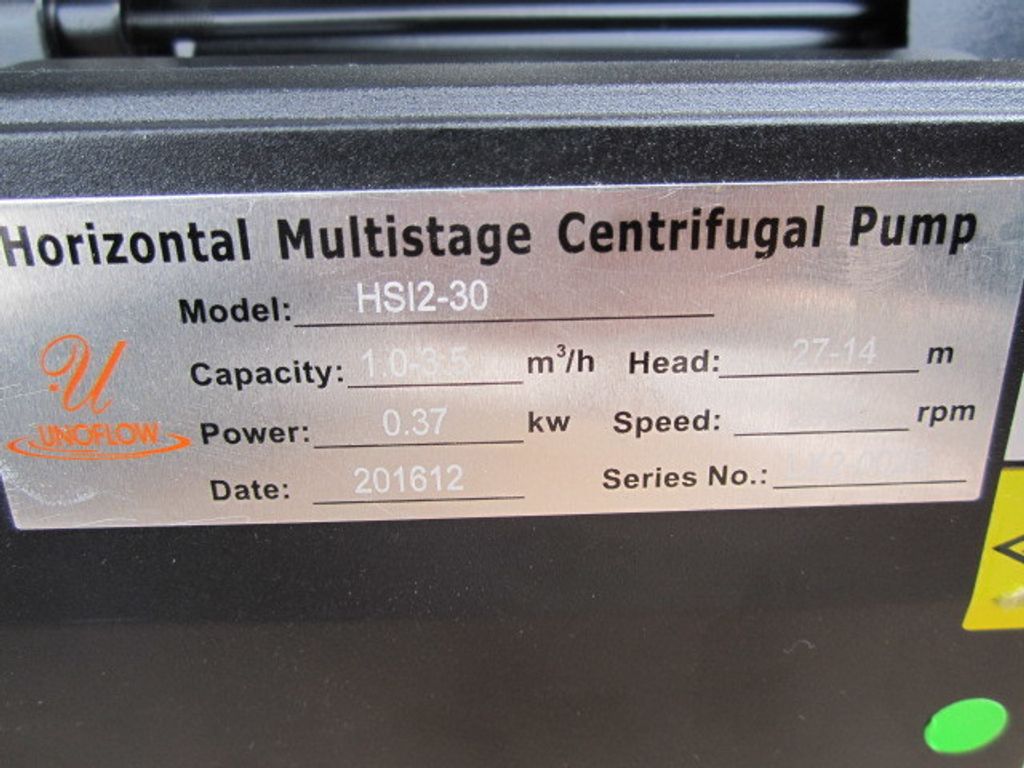 Horizontal Multistage Centrifugal Pump
Model: HSI2-30
Capacity: 1.0-3.5 m³/h Head: 27-14 m
UNOFLOW
Power: 0.37 kw Speed: rpm
Date: 201612 Series No.: